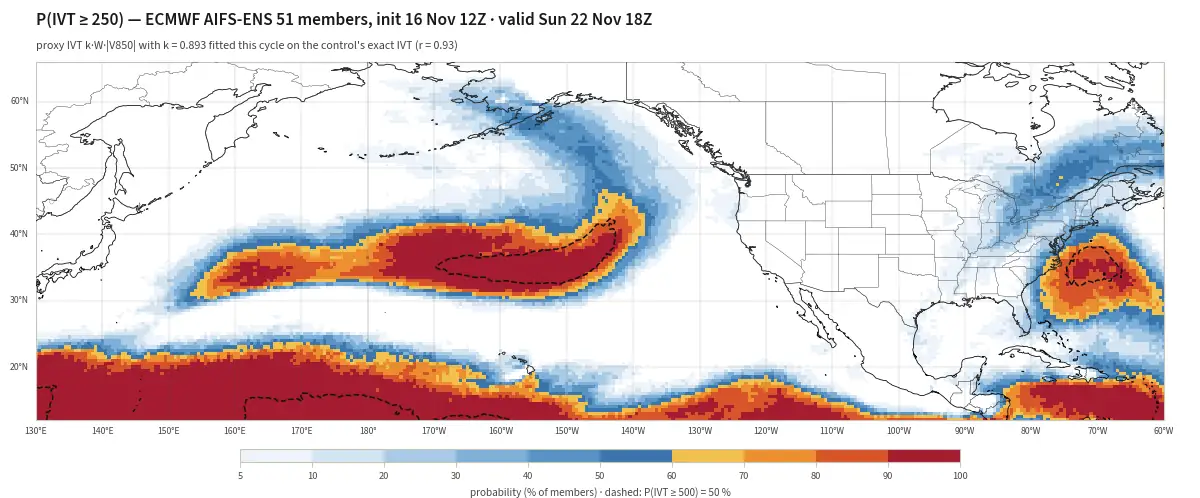 P(IVT ≥ 250) — ECMWF AIFS-ENS 51 members, init 16 Nov 12Z · valid Sun 22 Nov 18Z
proxy IVT k·W·|V850| with k = 0.893 fitted this cycle on the control's exact IVT (r = 0.93)
60°N
50°N
40°N
30°N
20°N
130°E 140°E 150°E 160°E 170°E 180° 170°W 160°W 150°W 140°W 130°W 120°W 110°W 100°W 90°W 80°W 70°W 60°W
5 10 20 30 40 50 60 70 80 90 100
probability (% of members) · dashed: P(IVT ≥ 500) = 50 %